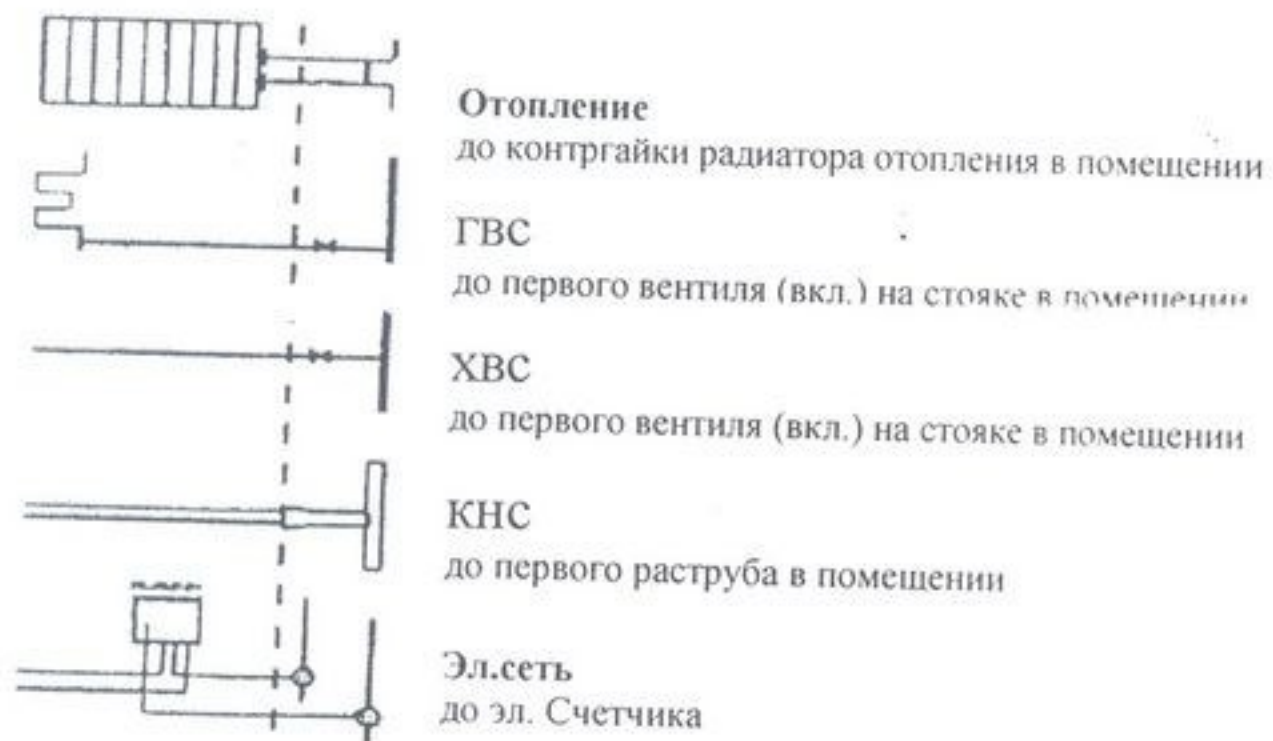 Отопление
до контргайки радиатора отопления в помещении
ГВС
до первого вентиля (вкл.) на стояке в помещении
ХВС
до первого вентиля (вкл.) на стояке в помещении
КНС
до первого раструба в помещении
Эл.сеть
до эл. Счетчика